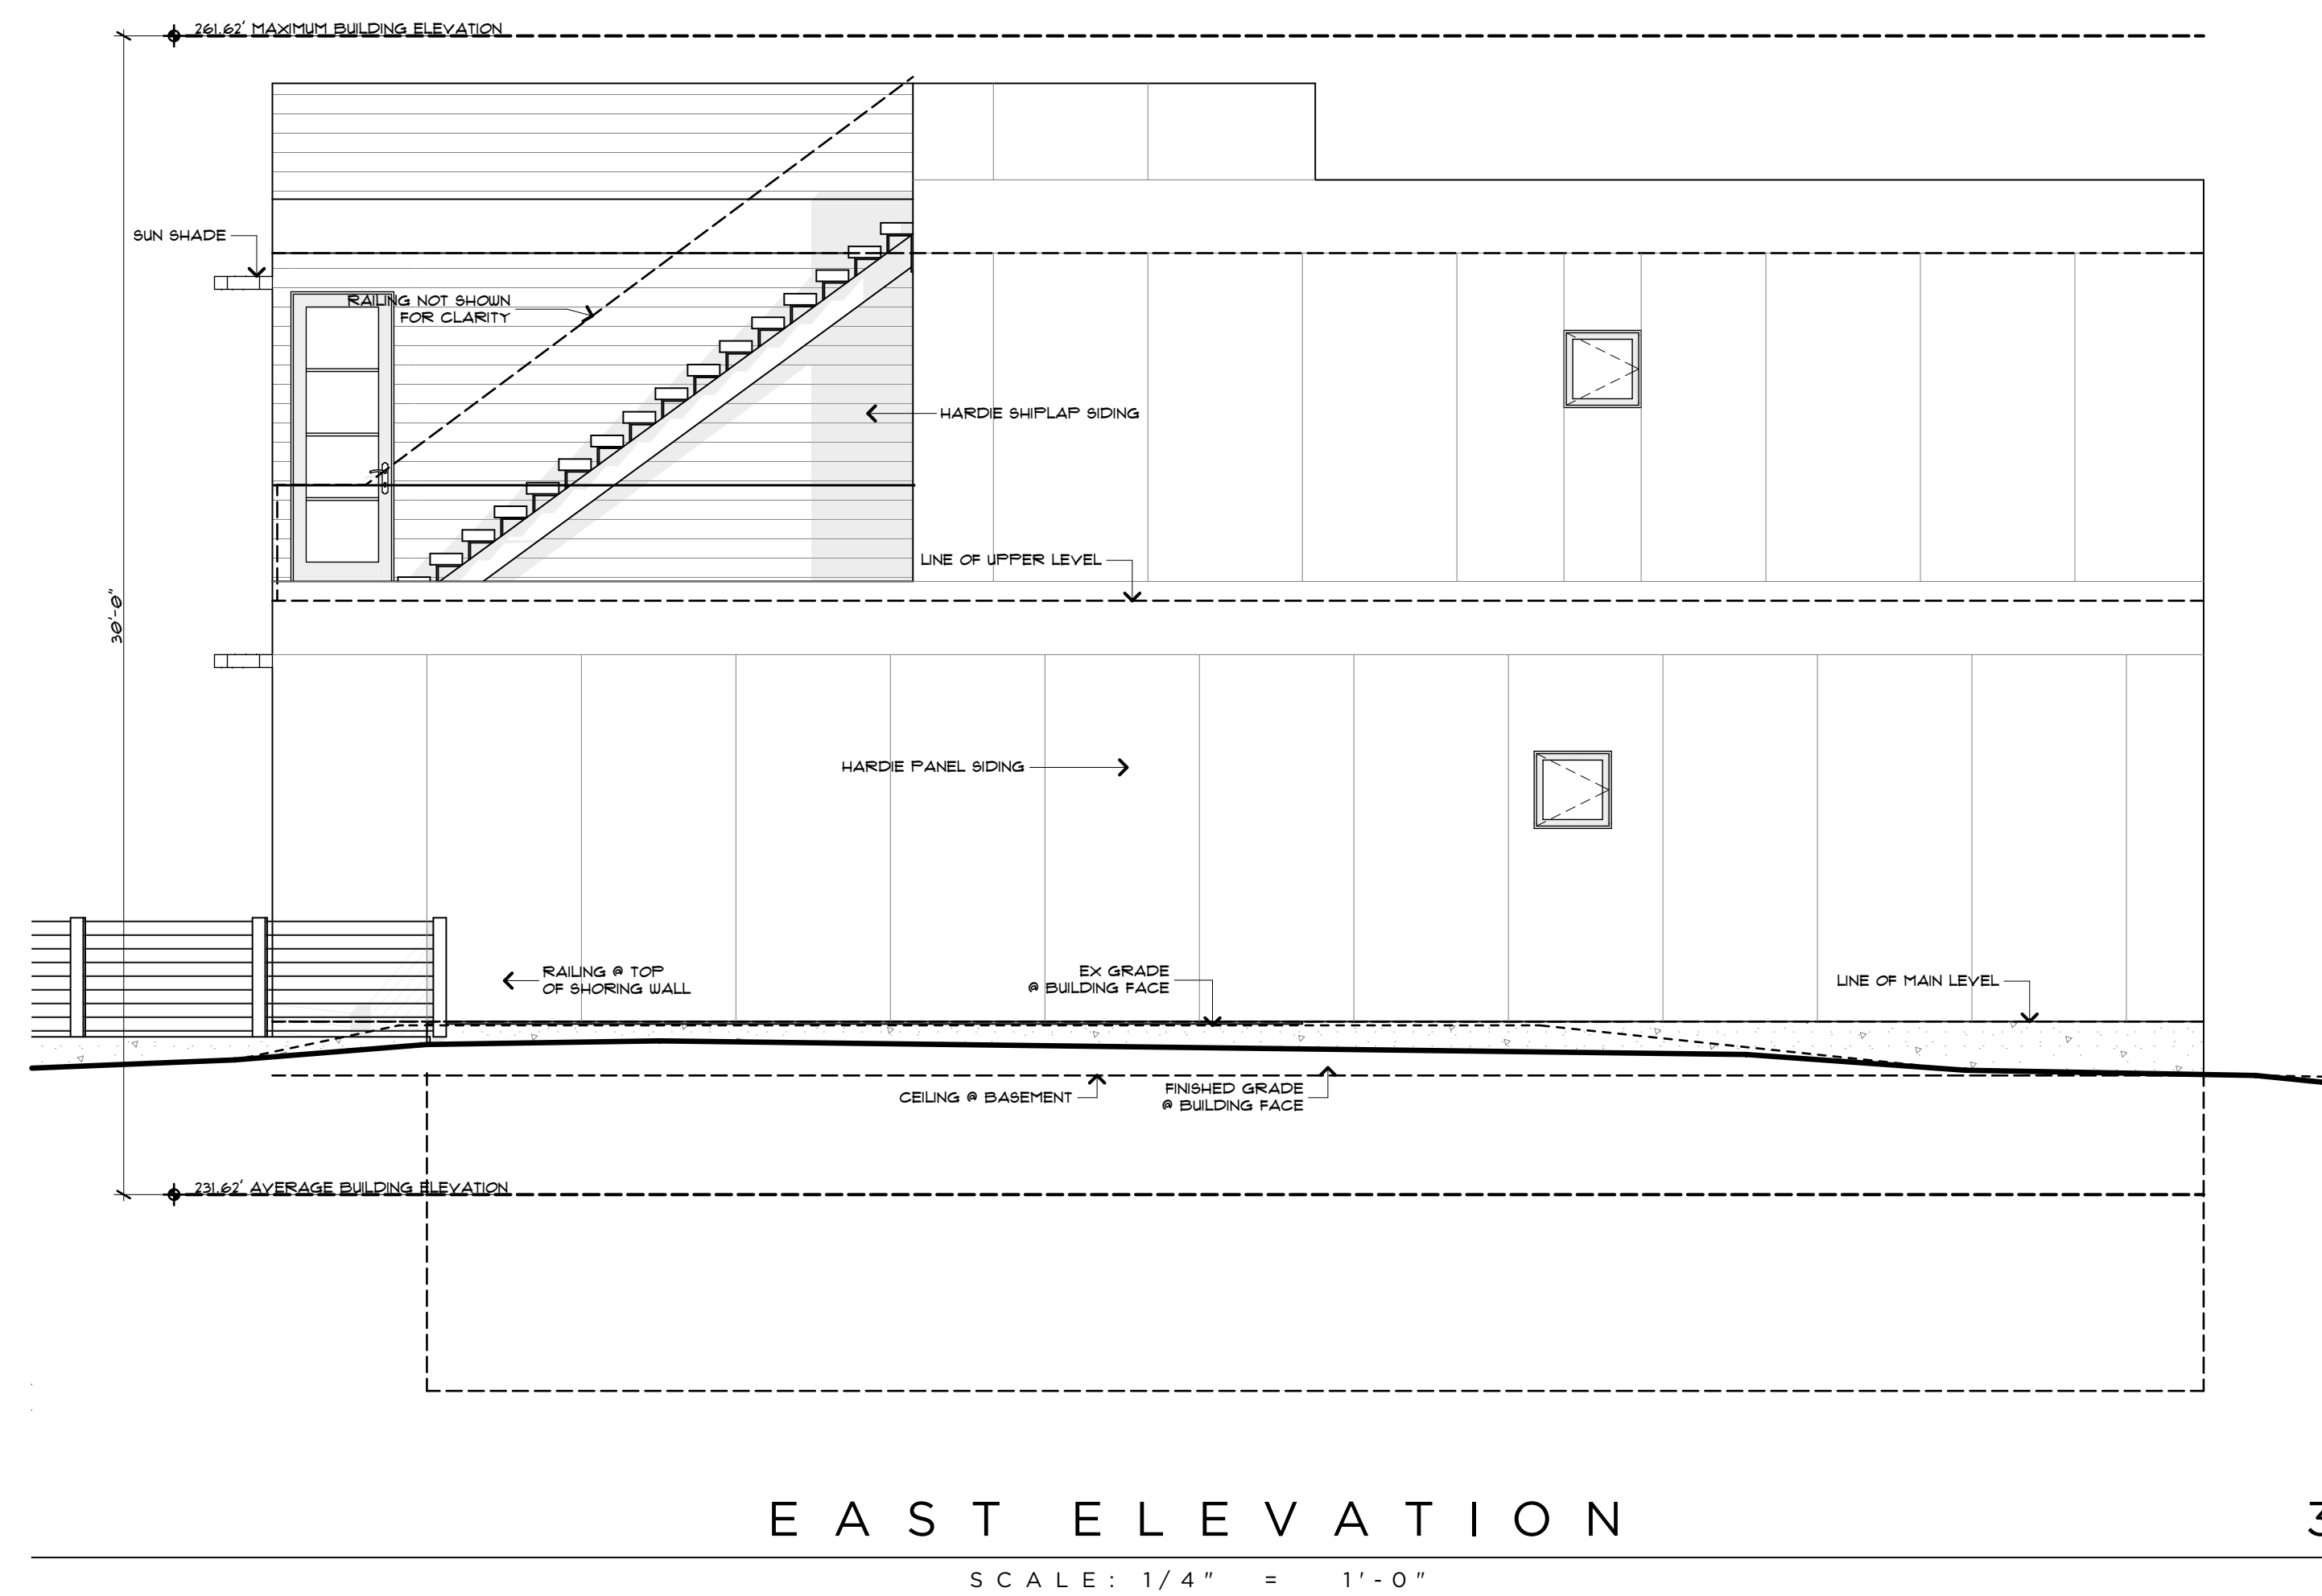 261.62' MAXIMUM BUILDING ELEVATION
SUN SHADE
RAILING NOT SHOWN
FOR CLARITY
HARDIE SHIPLAP SIDING
LINE OF UPPER LEVEL
30'-0"
HARDIE PANEL SIDING
RAILING @ TOP
OF SHORING WALL
EX GRADE
@ BUILDING FACE
LINE OF MAIN LEVEL
CEILING @ BASEMENT
FINISHED GRADE
@ BUILDING FACE
231.62' AVERAGE BUILDING ELEVATION
EAST ELEVATION
3
SCALE: 1/4" = 1'-0"